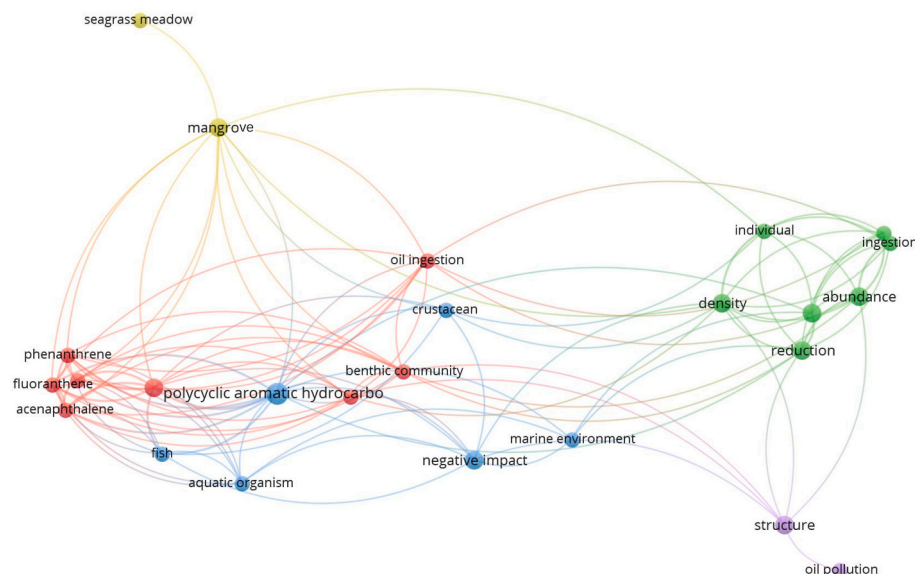 seagrass meadow
mangrove
individual
ingestion
oil ingestion
abundance
density
crustacean
reduction
phenanthrene
benthic community
fluoranthene
polycyclic aromatic hydrocarbo
acenaphthalene
marine environment
fish
negative impact
aquatic organism
structure
oil pollution